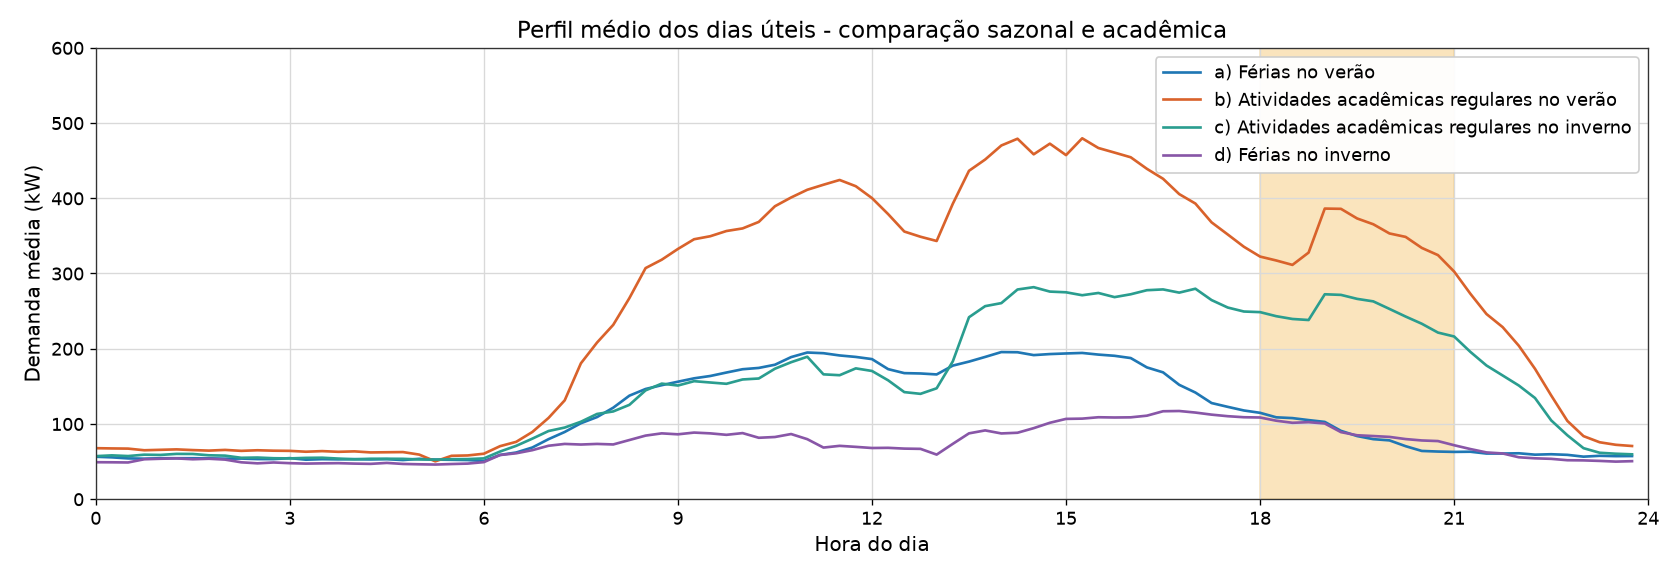 Perfil médio dos dias úteis - comparação sazonal e acadêmica
a) Férias no verão
b) Atividades acadêmicas regulares no verão
c) Atividades acadêmicas regulares no inverno
d) Férias no inverno
Demanda média (kW)
600
500
400
300
200
100
0
0 3 6 9 12 15 18 21 24
Hora do dia